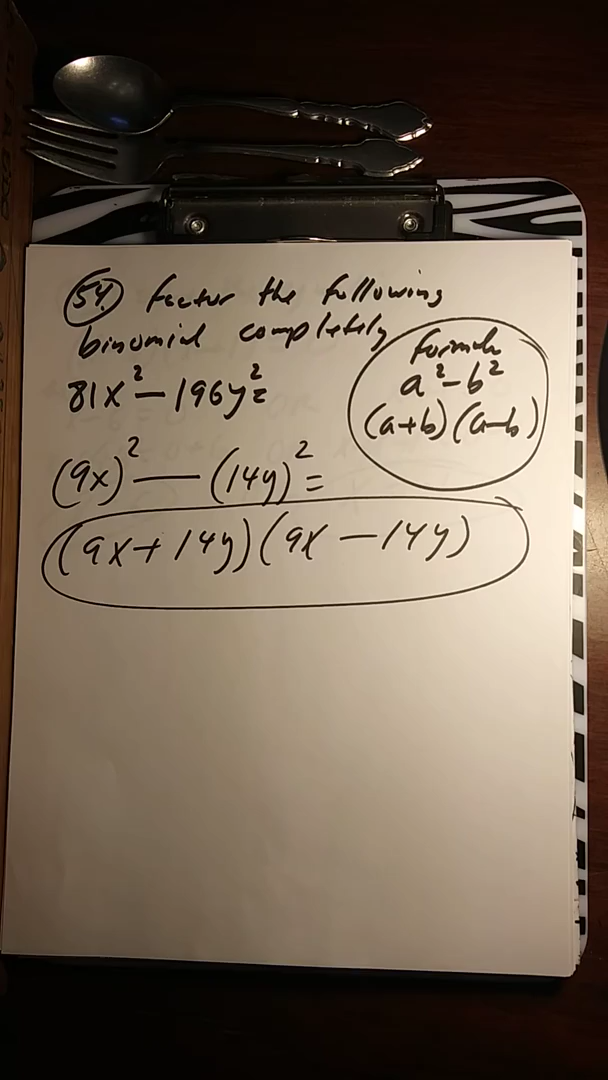 54. factor the following
binomial completely
81x² - 196y² =
formula
a² - b²
(a+b)(a-b)
(9x)² - (14y)² =
(9x + 14y)(9x - 14y)